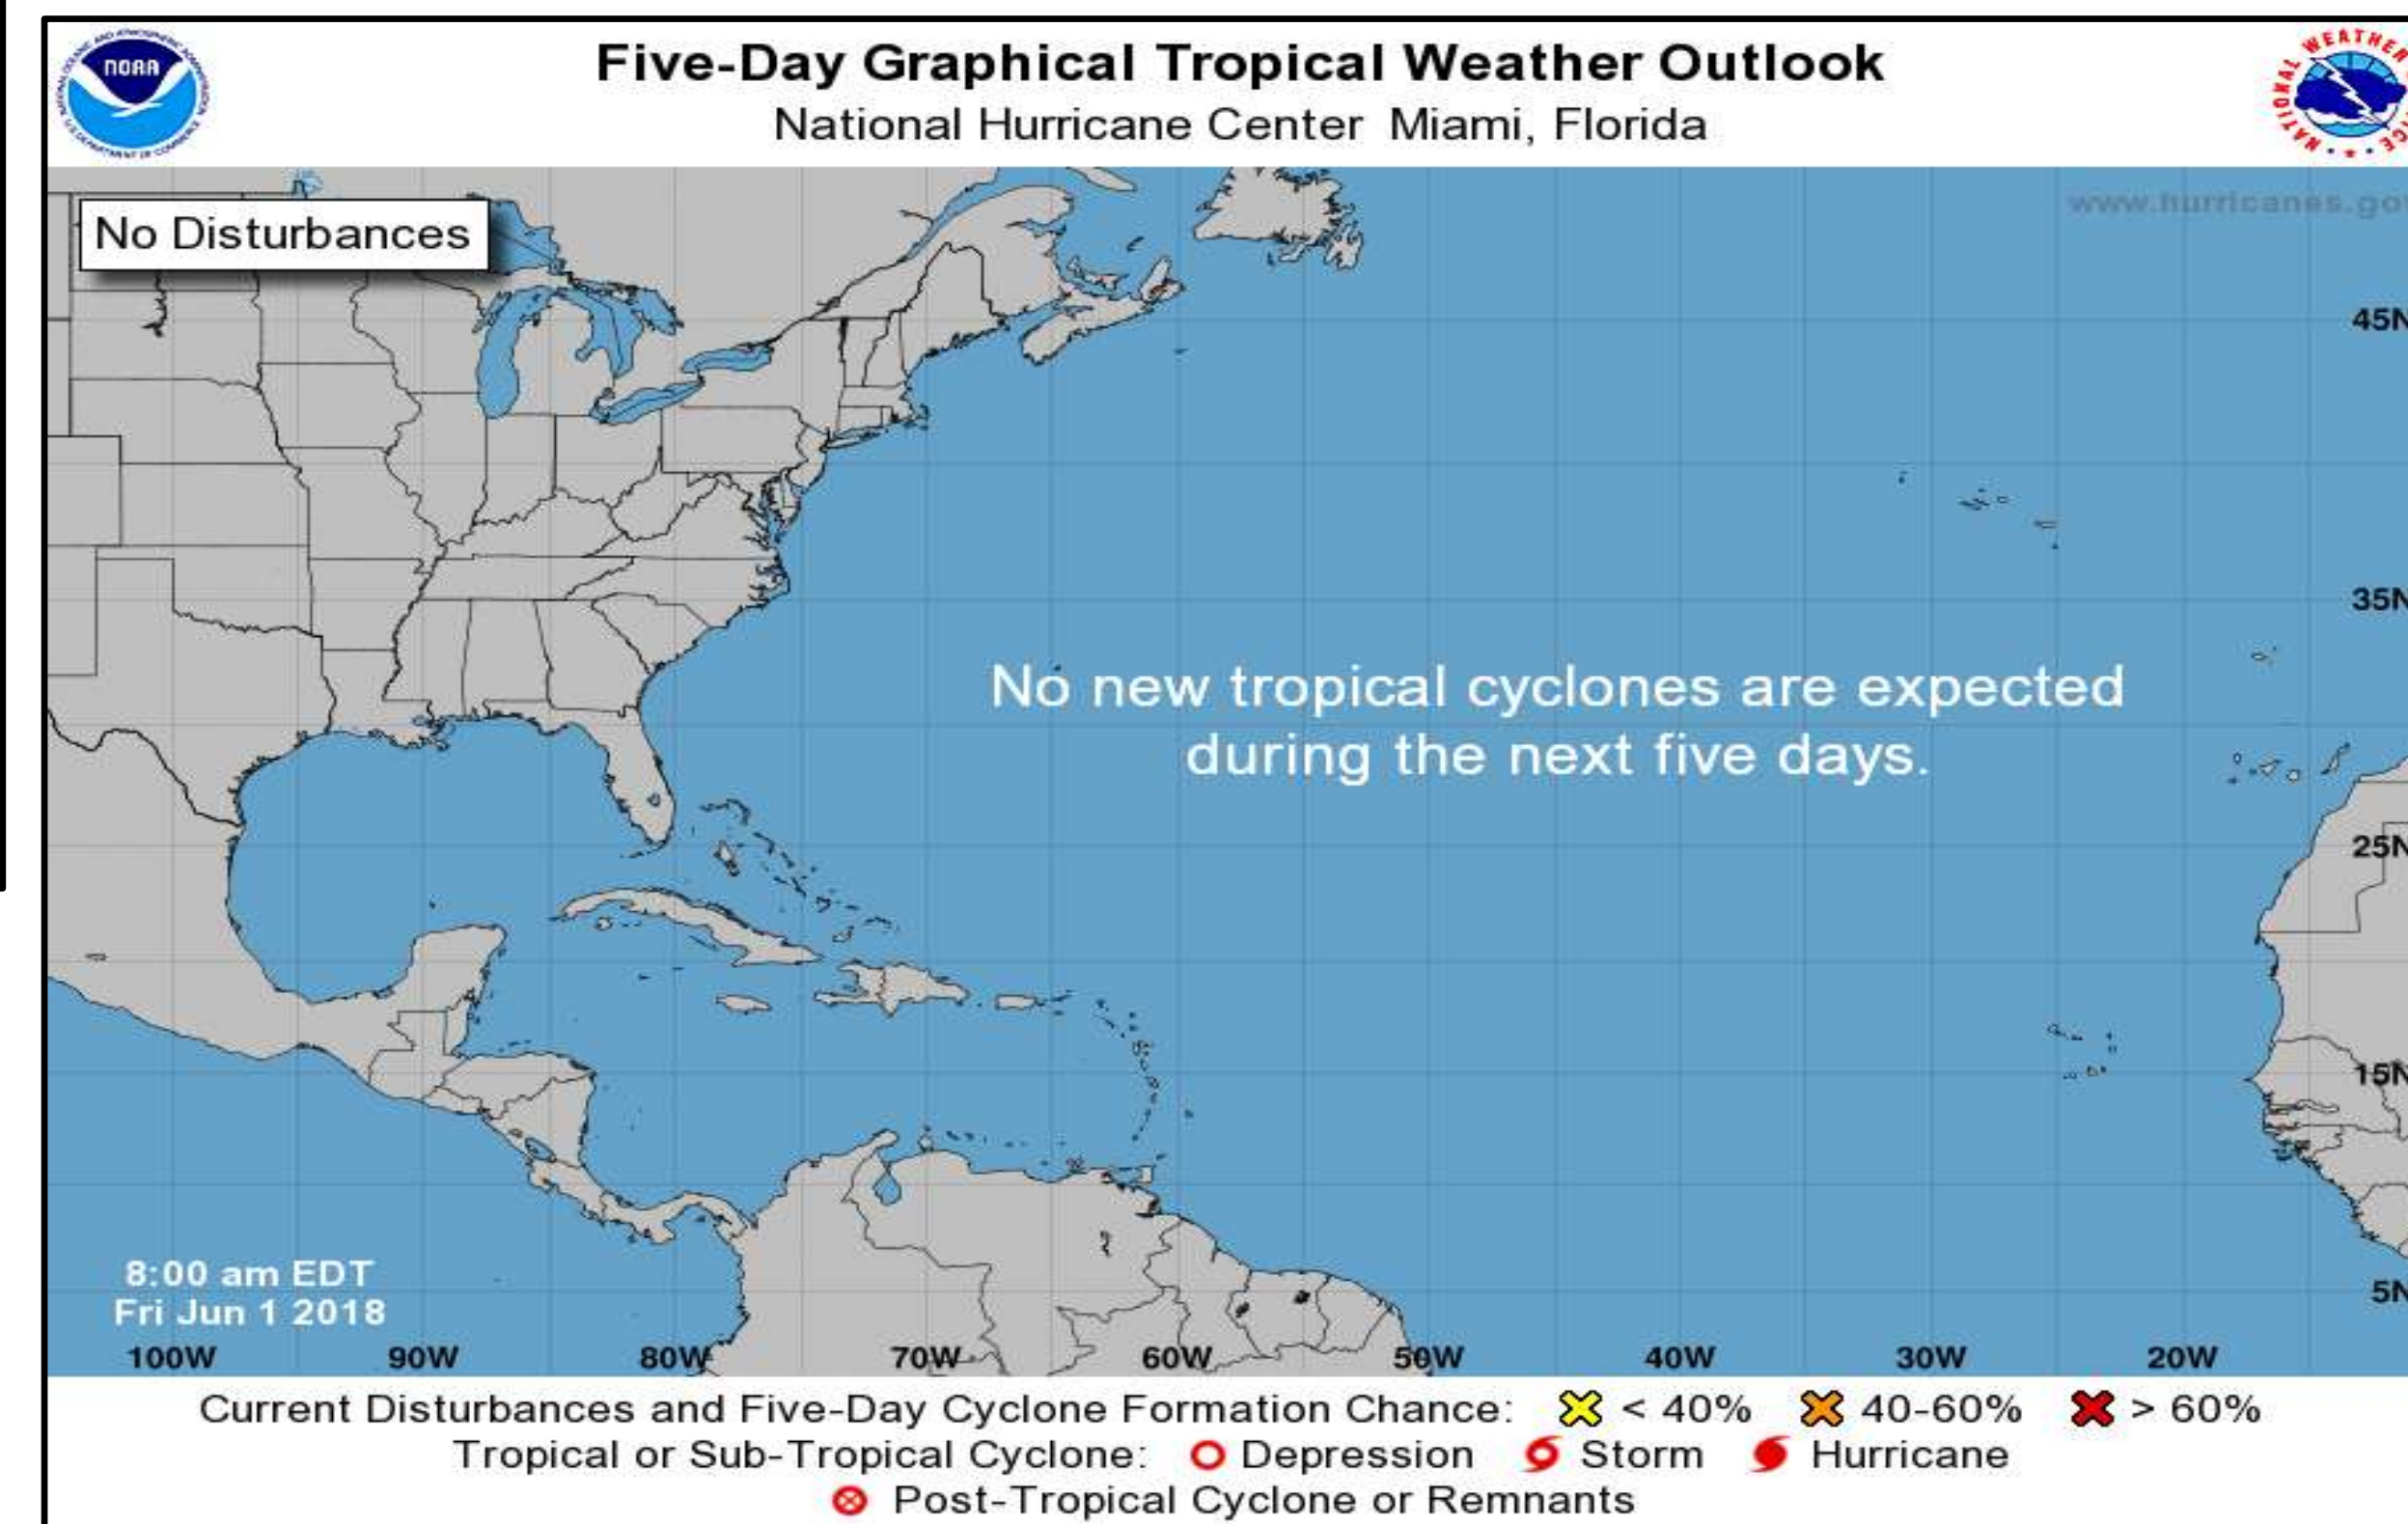 NOAA
Five-Day Graphical Tropical Weather Outlook
National Hurricane Center Miami, Florida
NATIONAL WEATHER
No Disturbances
www.hurricanes.gov
45N
35N
No new tropical cyclones are expected
during the next five days.
25N
15N
8:00 am EDT
Fri Jun 1 2018
5N
100W 90W 80W 70W 60W 50W 40W 30W 20W
Current Disturbances and Five-Day Cyclone Formation Chance: < 40% 40-60% > 60%
Tropical or Sub-Tropical Cyclone: Depression Storm Hurricane
Post-Tropical Cyclone or Remnants